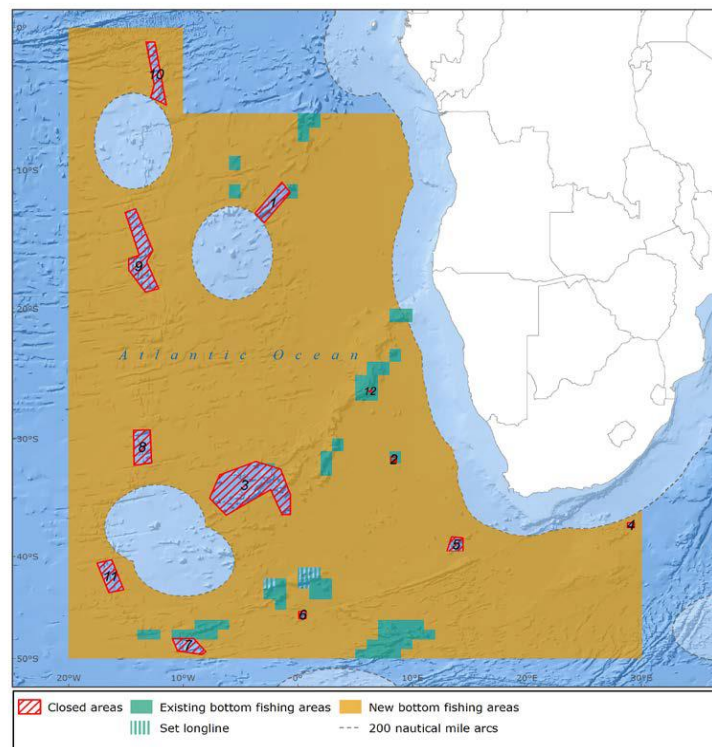 0°
10
10°S
1
9
20°S
Atlantic Ocean
12
30°S
8
2
3
4
5
40°S
11
6
7
50°S
20°W 10°W 0° 10°E 20°E 30°E
Closed areas Existing bottom fishing areas New bottom fishing areas
Set longline 200 nautical mile arcs